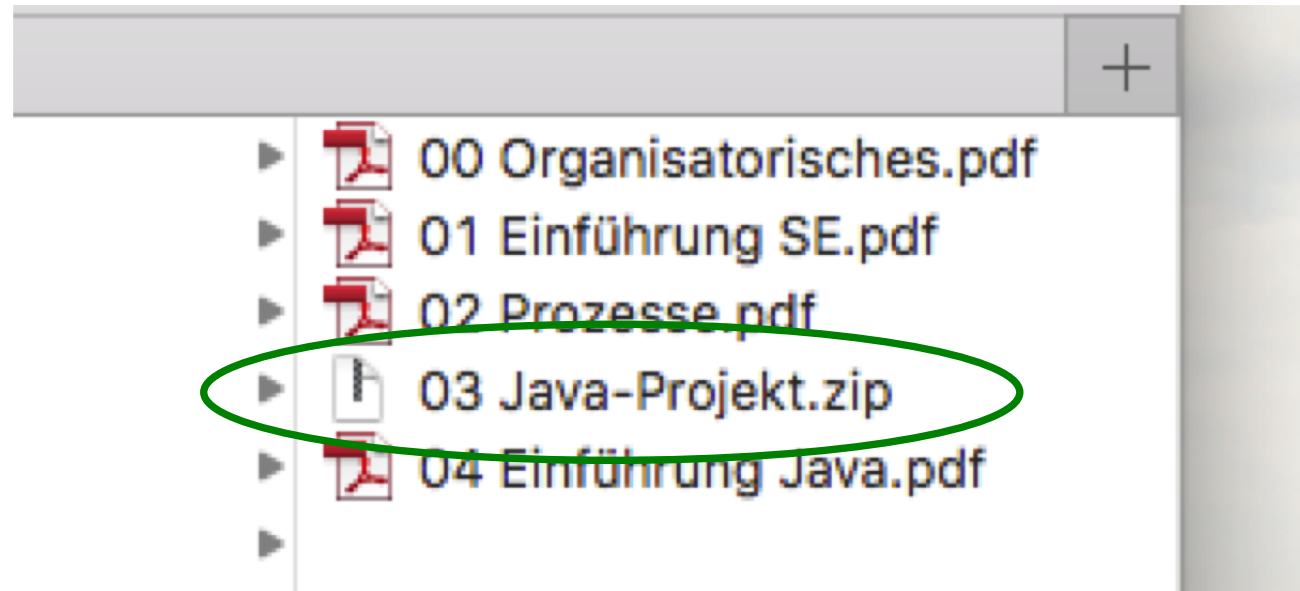 00 Organisatorisches.pdf
01 Einführung SE.pdf
02 Prozesse.pdf
03 Java-Projekt.zip
04 Einführung Java.pdf